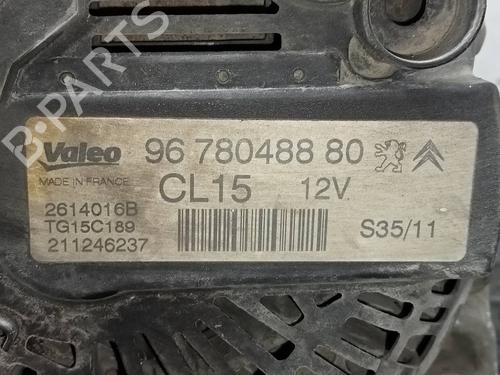 B-PARTS
Valeo 96 780488 80
MADE IN FRANCE CL15 12V
2614016B
TG15C189 S35/11
211246237